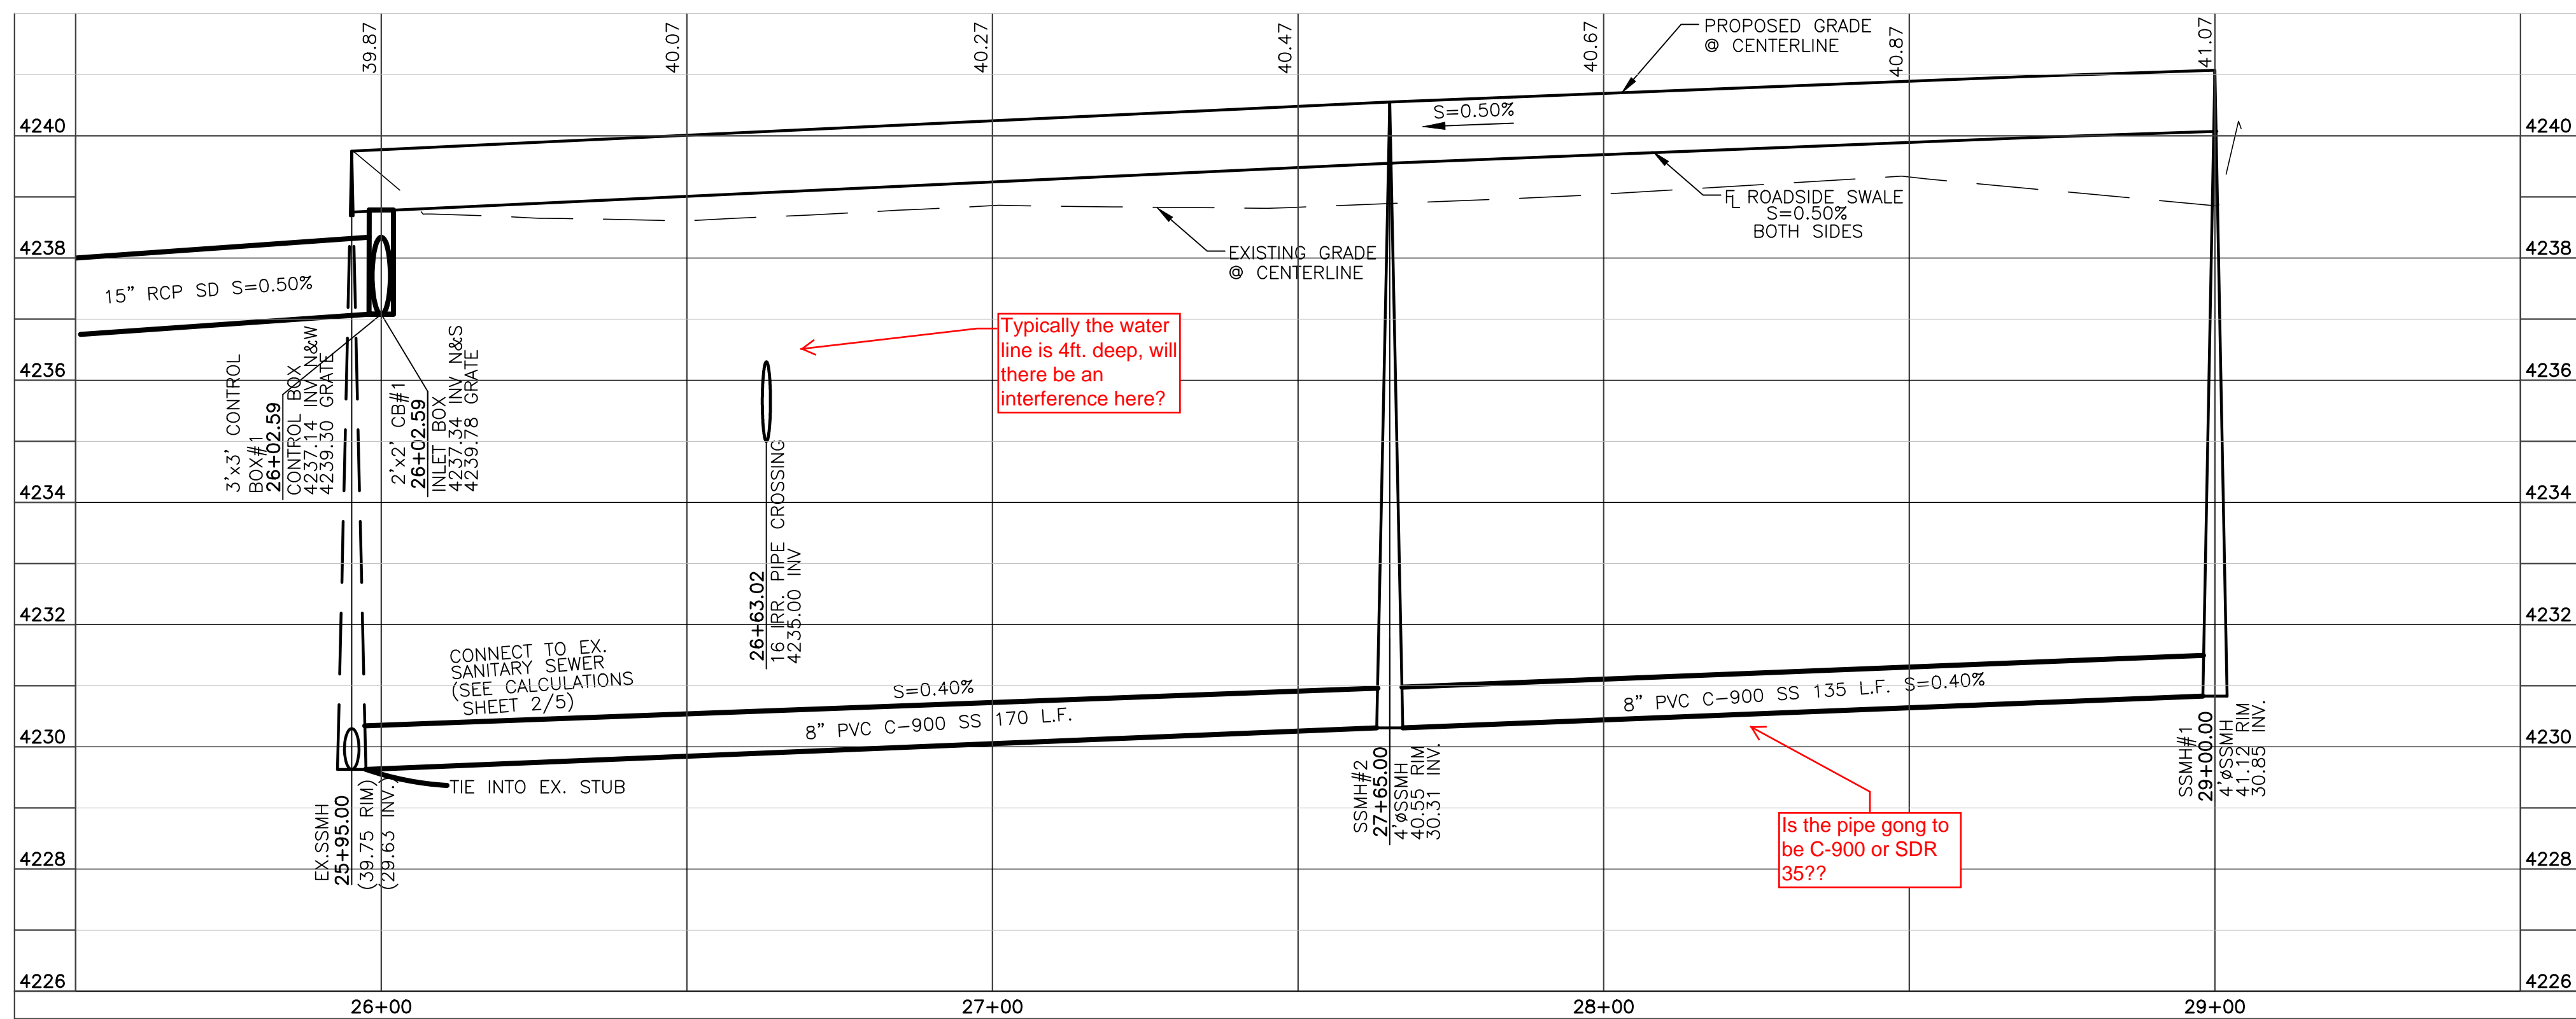 39.87
40.07
40.27
40.47
40.67
40.87
41.07
PROPOSED GRADE
@ CENTERLINE
S=0.50%
4240
4240
℄ ROADSIDE SWALE
S=0.50%
BOTH SIDES
EXISTING GRADE
@ CENTERLINE
4238
4238
15" RCP SD S=0.50%
Typically the water
line is 4ft. deep, will
there be an
interference here?
4236
4236
3'x3' CONTROL
BOX#1
26+02.59
CONTROL BOX
4237.14 INV N&W
4239.30 GRATE
2'x2' CB#1
26+02.59
INLET BOX
4237.34 INV N&S
4239.78 GRATE
4234
4234
26+63.02
16 IRR. PIPE CROSSING
4235.00 INV
4232
4232
CONNECT TO EX.
SANITARY SEWER
(SEE CALCULATIONS
SHEET 2/5)
S=0.40%
8" PVC C-900 SS 170 L.F.
8" PVC C-900 SS 135 L.F. S=0.40%
4230
4230
TIE INTO EX. STUB
EX.SSMH
25+95.00
(39.75 RIM)
(29.63 INV.)
SSMH#2
27+65.00
4'øSSMH
40.55 RIM
30.31 INV.
SSMH#1
29+00.00
4'øSSMH
41.12 RIM
30.85 INV.
Is the pipe gong to
be C-900 or SDR
35??
4228
4228
4226
4226
26+00
27+00
28+00
29+00